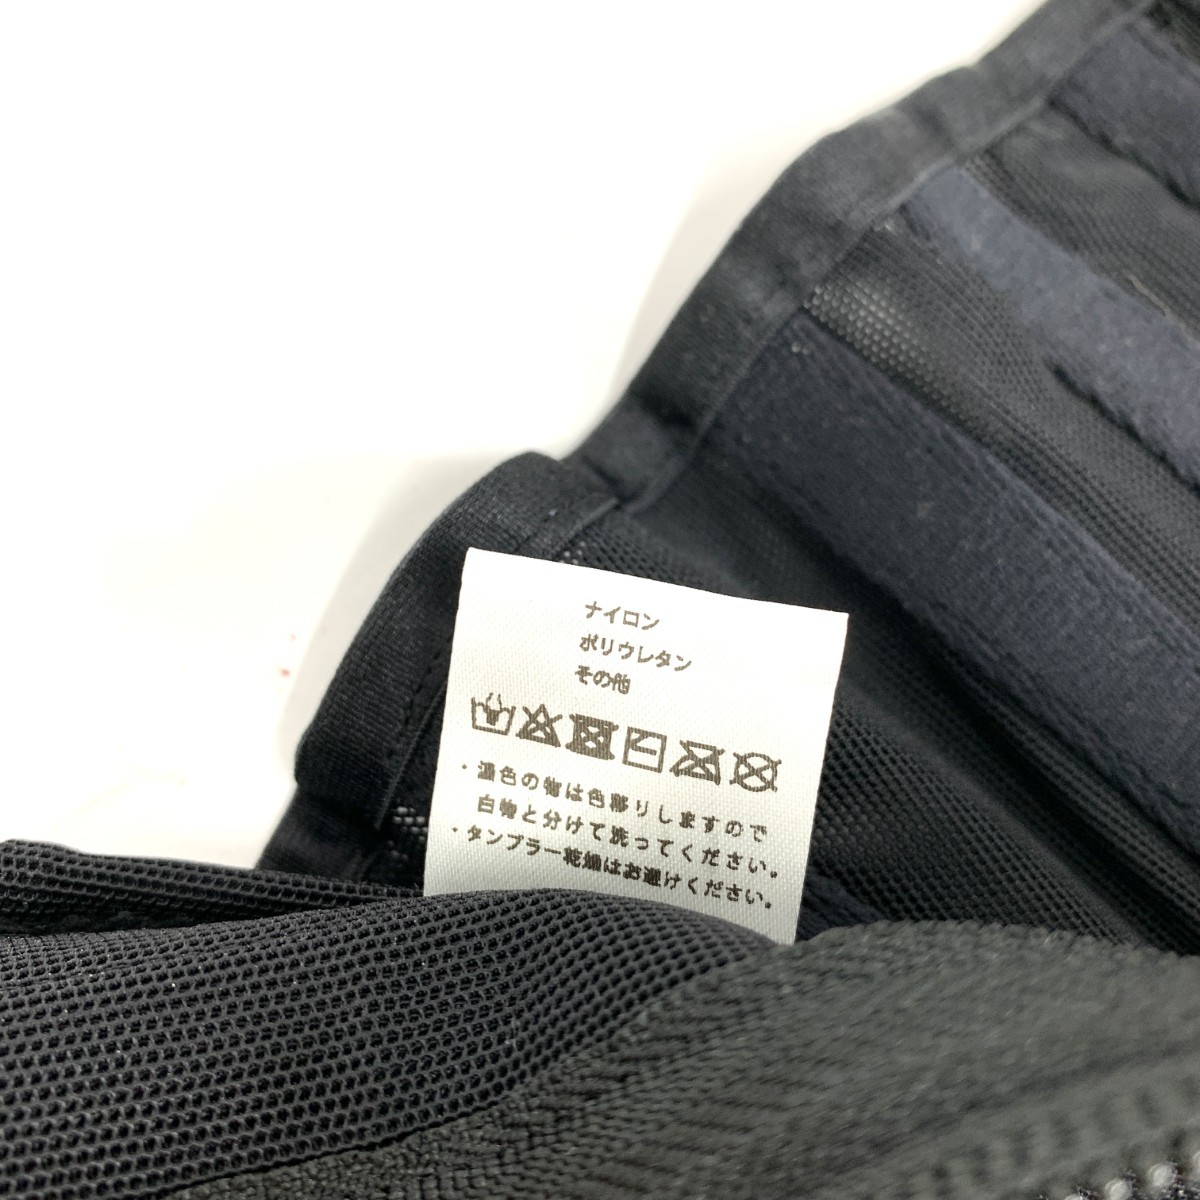 ナイロン
ポリウレタン
その他
・濃色の物は色移りしますので
白物と分けて洗ってください。
・タンブラー乾燥はお避けください。